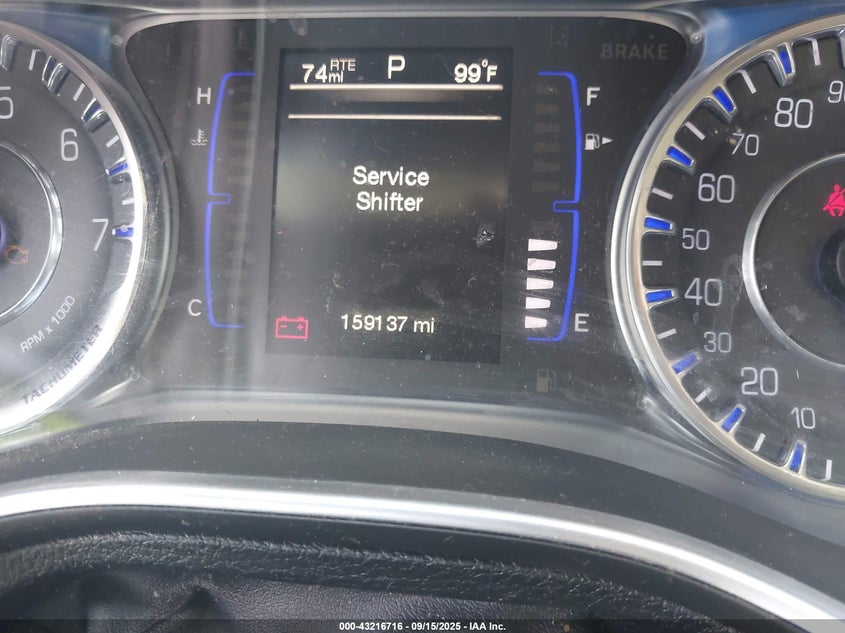 BRAKE
74mi RTE P 99°F
H F
Service
Shifter
C E
159137 mi
5
6
7
RPM x 1000
TACHOMETER
90
80
70
60
50
40
30
20
10
000-43216716 / 09/15/2025 - IAA Inc.